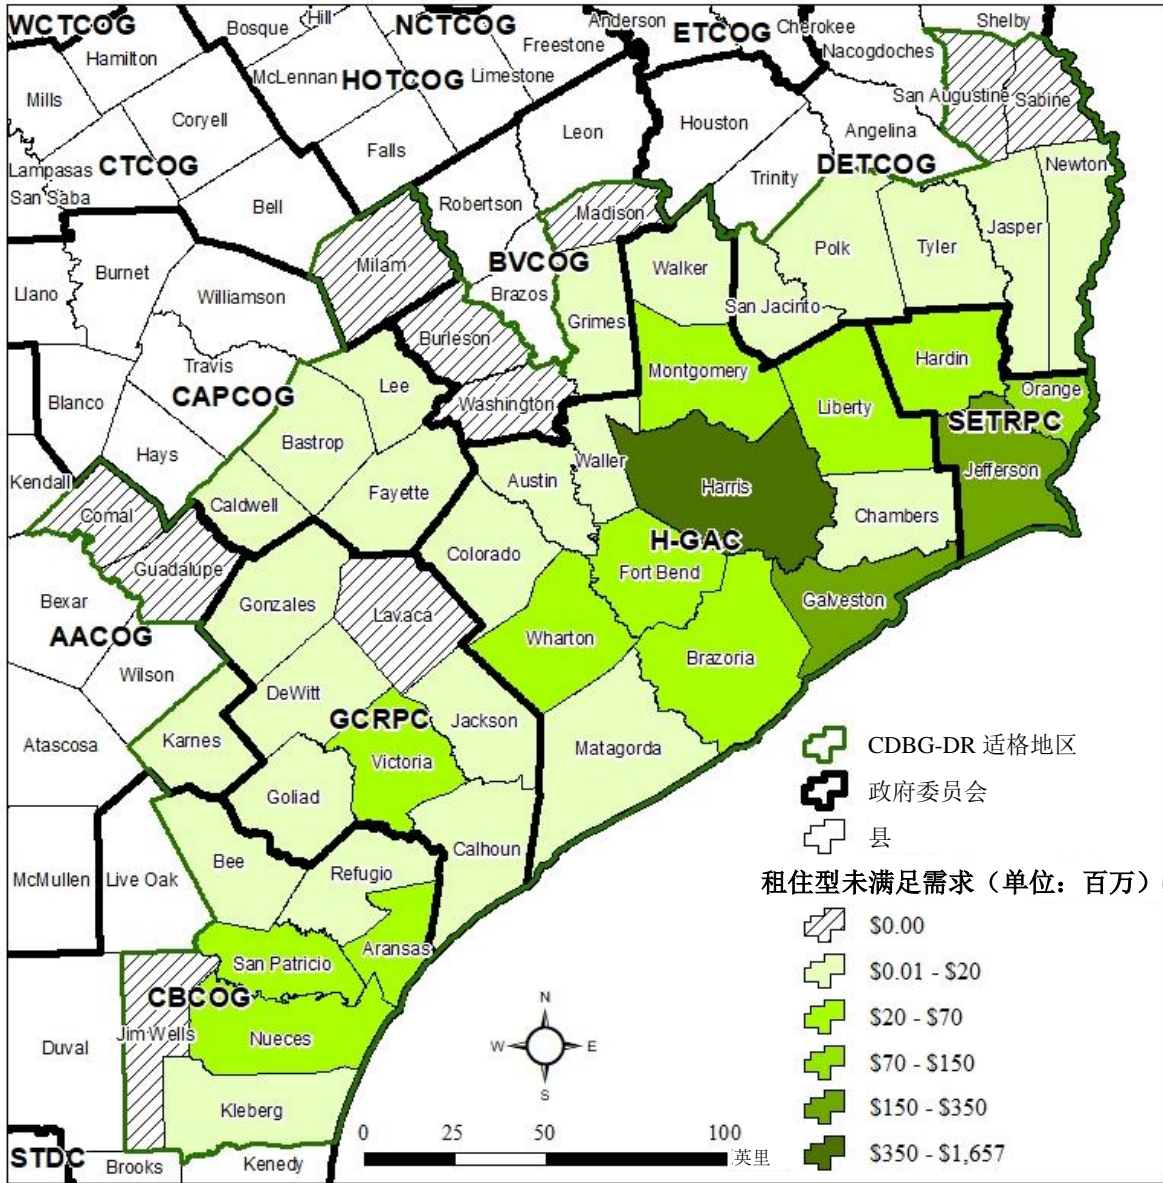 WCTCOG
Bosque
Hill
NCTCOG
Anderson
ETCOG
Cherokee
Shelby
Hamilton
Freestone
Nacogdoches
McLennan
HOTCOG
Limestone
Mills
San Augustine
Sabine
Coryell
Leon
Houston
Angelina
Falls
Lampasas
CTCOG
DETCOG
Newton
San Saba
Trinity
Bell
Robertson
Madison
Jasper
Polk
Tyler
Burnet
Milam
BVCOG
Walker
Llano
Williamson
Brazos
San Jacinto
Grimes
Burleson
Travis
Montgomery
Hardin
Lee
CAPCOG
Orange
Blanco
Washington
Liberty
SETRPC
Bastrop
Hays
Waller
Jefferson
Kendall
Austin
Harris
Fayette
Caldwell
Comal
Chambers
H-GAC
Colorado
Guadalupe
Fort Bend
Bexar
Gonzales
Galveston
Lavaca
AACOG
Wharton
Brazoria
Wilson
DeWitt
GCRPC
Jackson
Karnes
Atascosa
Matagorda
Victoria
Goliad
Calhoun
Bee
Refugio
McMullen
Live Oak
Aransas
San Patricio
CBCOG
Jim Wells
Nueces
Duval
Kleberg
STDC
Brooks
Kenedy
CDBG-DR 适格地区
政府委员会
县
租住型未满足需求（单位：百万）
$0.00
$0.01 - $20
$20 - $70
$70 - $150
$150 - $350
$350 - $1,657
N
W
E
S
0
25
50
100
英里